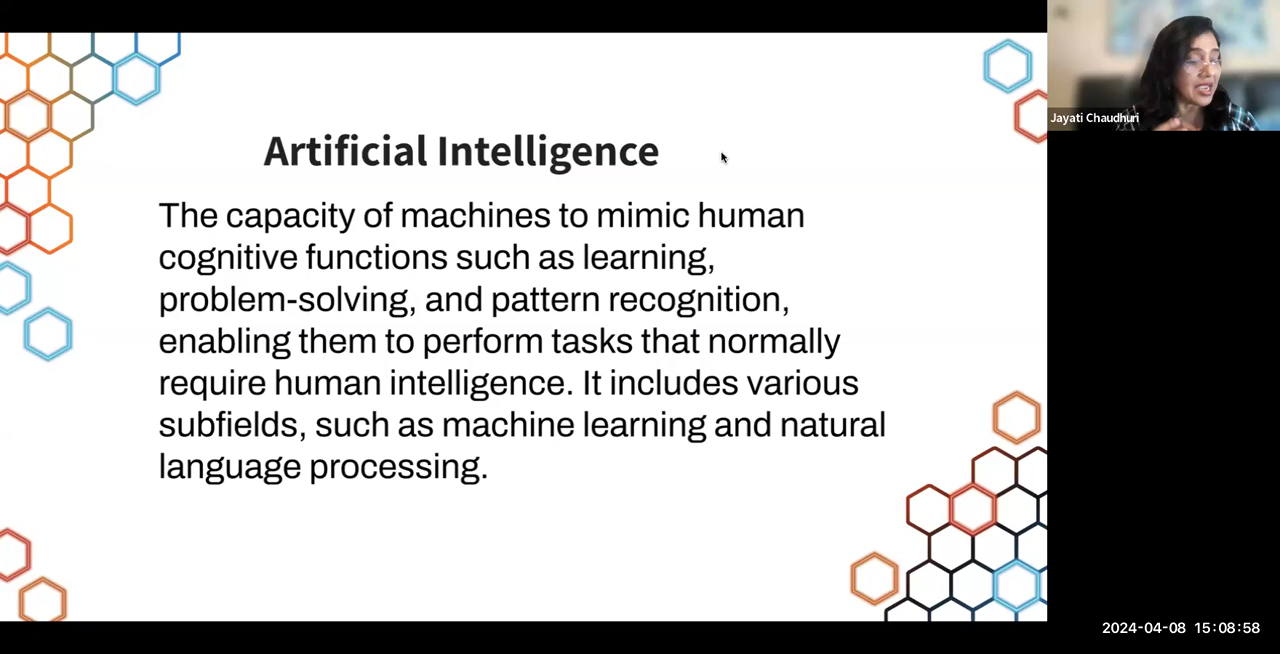 Artificial Intelligence
The capacity of machines to mimic human
cognitive functions such as learning,
problem-solving, and pattern recognition,
enabling them to perform tasks that normally
require human intelligence. It includes various
subfields, such as machine learning and natural
language processing.
Jayati Chaudhuri
2024-04-08 15:08:58